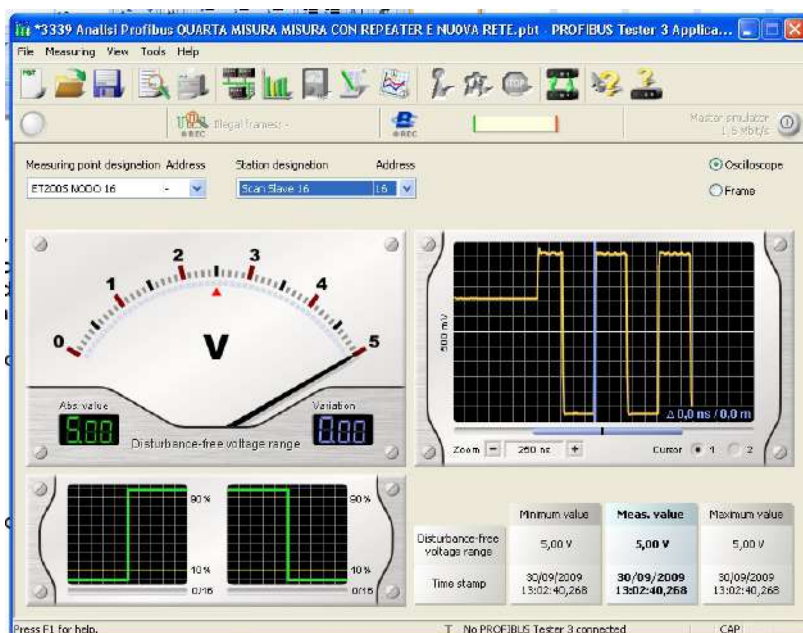 *3339 Analisi Profibus QUARTA MISURA MISURA CON REPEATER E NUOVA RETE.pbt - PROFIBUS Tester 3 Applica...
File Measuring View Tools Help
REC Illegal frames: -
REC
Master simulator
1,5 Mbit/s
Measuring point designation Address
Station designation Address
ET200S NODO 16 -
Scan Slave 16 16
Oscilloscope
Frame
0 1 2 3 4 5
V
Abs. value
5.00
Disturbance-free voltage range
Variation
0.00
500 mV
Δ 0,0 ns / 0,0 m
Zoom - 250 ns + Cursor 1 2
90 %
10 %
0/16
90 %
10 %
0/16
Minimum value Meas. value Maximum value
Disturbance-free voltage range 5,00 V 5,00 V 5,00 V
Time stamp 30/09/2009 13:02:40,268 30/09/2009 13:02:40,268 30/09/2009 13:02:40,268
Press F1 for help.
No PROFIBUS Tester 3 connected
CAP